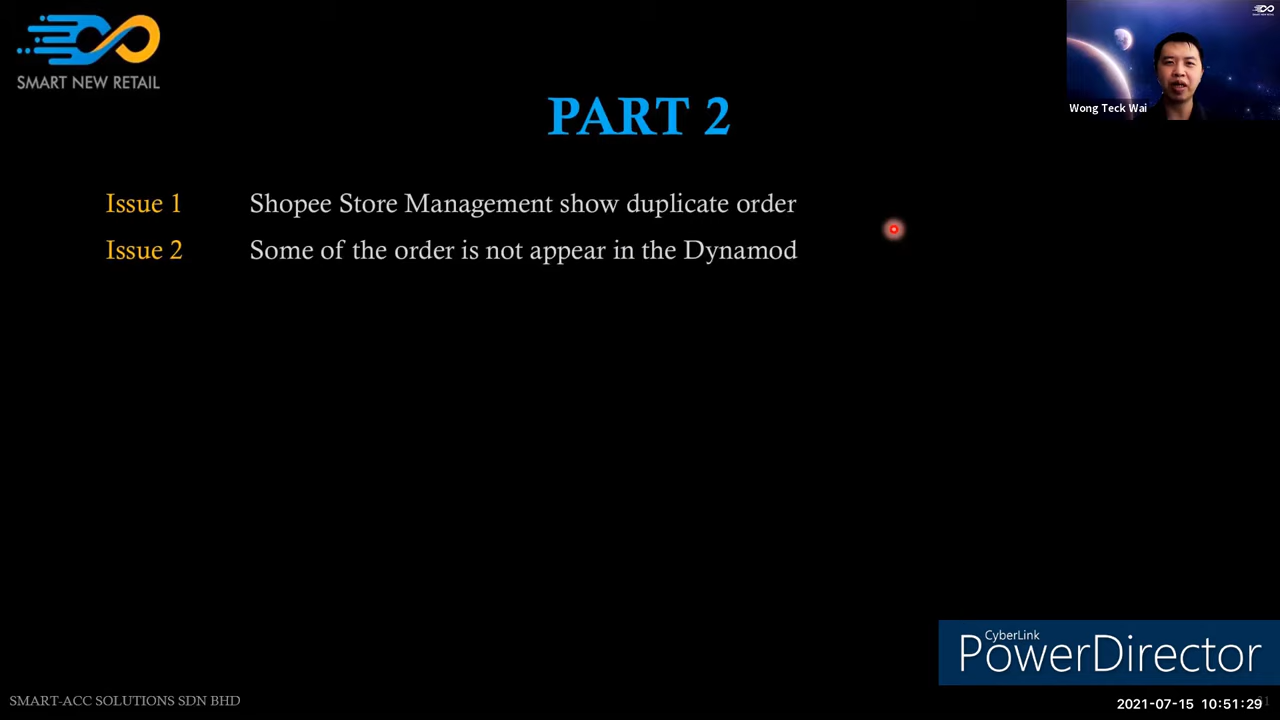 SMART NEW RETAIL
Wong Teck Wai
PART 2
Issue 1 Shopee Store Management show duplicate order
Issue 2 Some of the order is not appear in the Dynamod
CyberLink
PowerDirector
SMART-ACC SOLUTIONS SDN BHD
2021-07-15 10:51:29